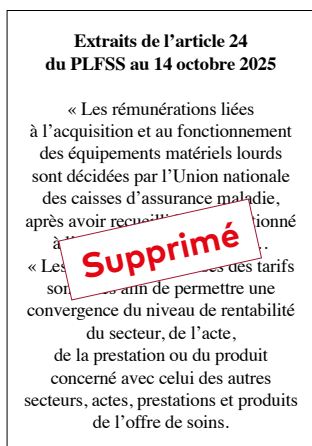 Extraits de l’article 24
du PLFSS au 14 octobre 2025
« Les rémunérations liées
à l’acquisition et au fonctionnement
des équipements matériels lourds
sont décidées par l’Union nationale
des caisses d’assurance maladie,
après avoir
à
Supprimé
« des tarifs
afin de permettre une
convergence du niveau de rentabilité
du secteur, de l’acte,
de la prestation ou du produit
concerné avec celui des autres
secteurs, actes, prestations et produits
de l’offre de soins.